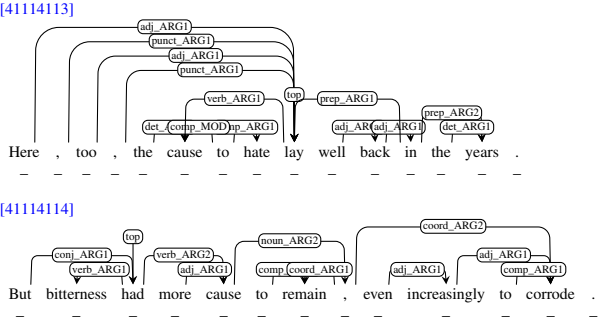 [41114113]
adj_ARG1
punct_ARG1
adj_ARG1
punct_ARG1
top
verb_ARG1 prep_ARG1
prep_ARG2
comp_MOD adj_ARG1 det_ARG1
Here , too , the cause to hate lay well back in the years .
_ _ _ _ _ _ _ _ _ _ _ _ _ _ _
[41114114]
coord_ARG2
top
noun_ARG2
conj_ARG1 verb_ARG2 adj_ARG1
verb_ARG1 adj_ARG1 coord_ARG1 adj_ARG1 comp_ARG1
But bitterness had more cause to remain , even increasingly to corrode .
_ _ _ _ _ _ _ _ _ _ _ _ _